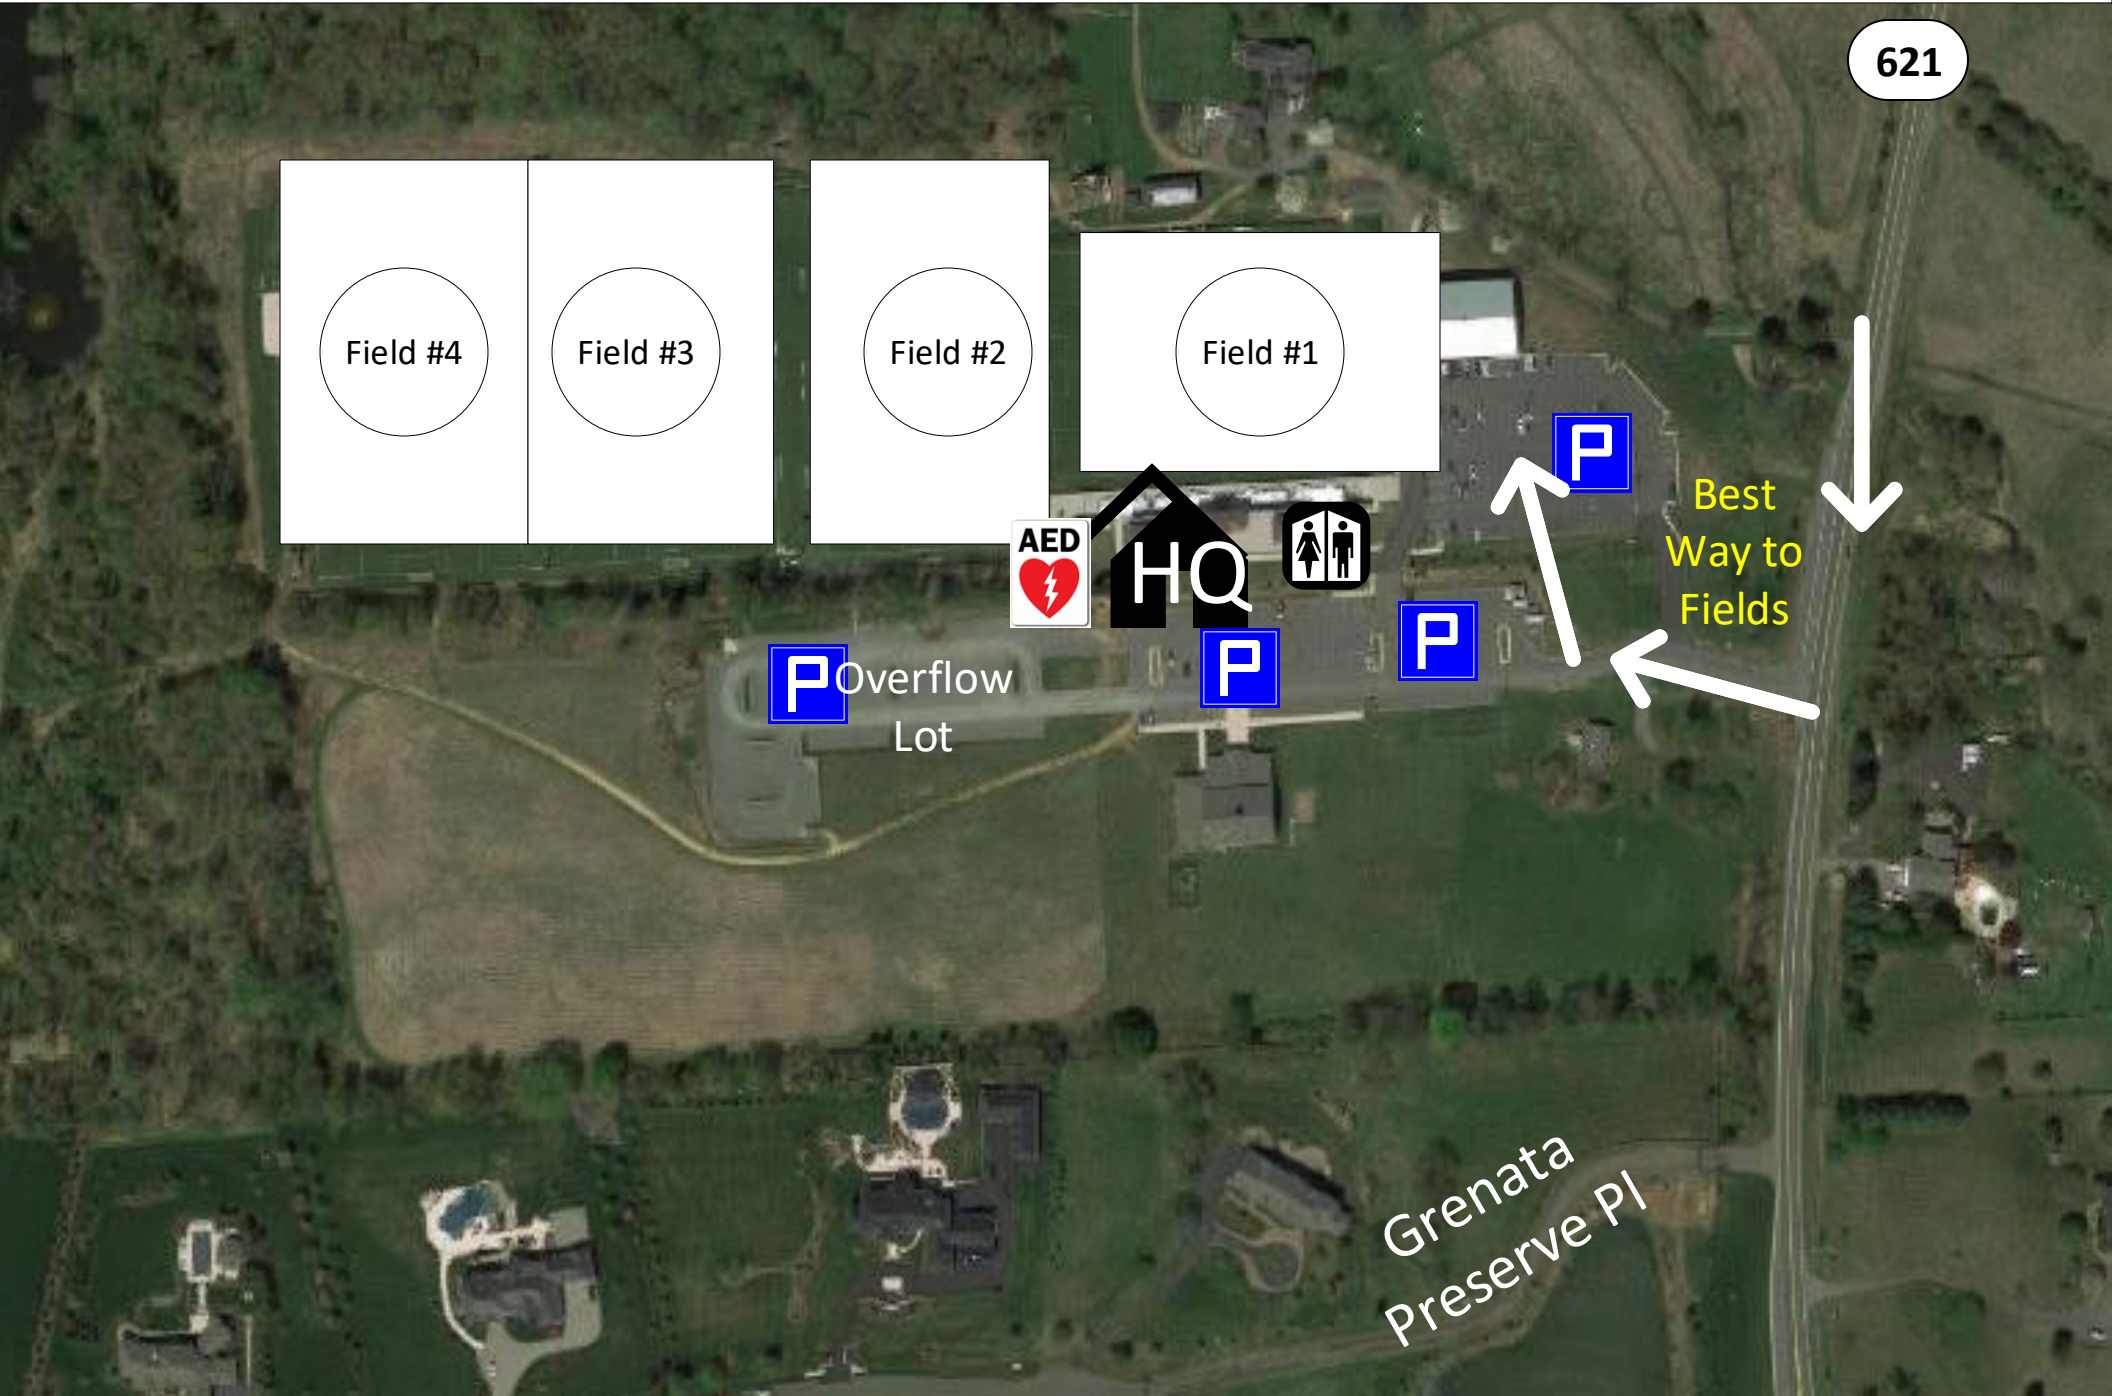 621
Field #4
Field #3
Field #2
Field #1
P
Best
Way to
Fields
AED
HQ
P
P
P
Overflow
Lot
Grenata
Preserve Pl